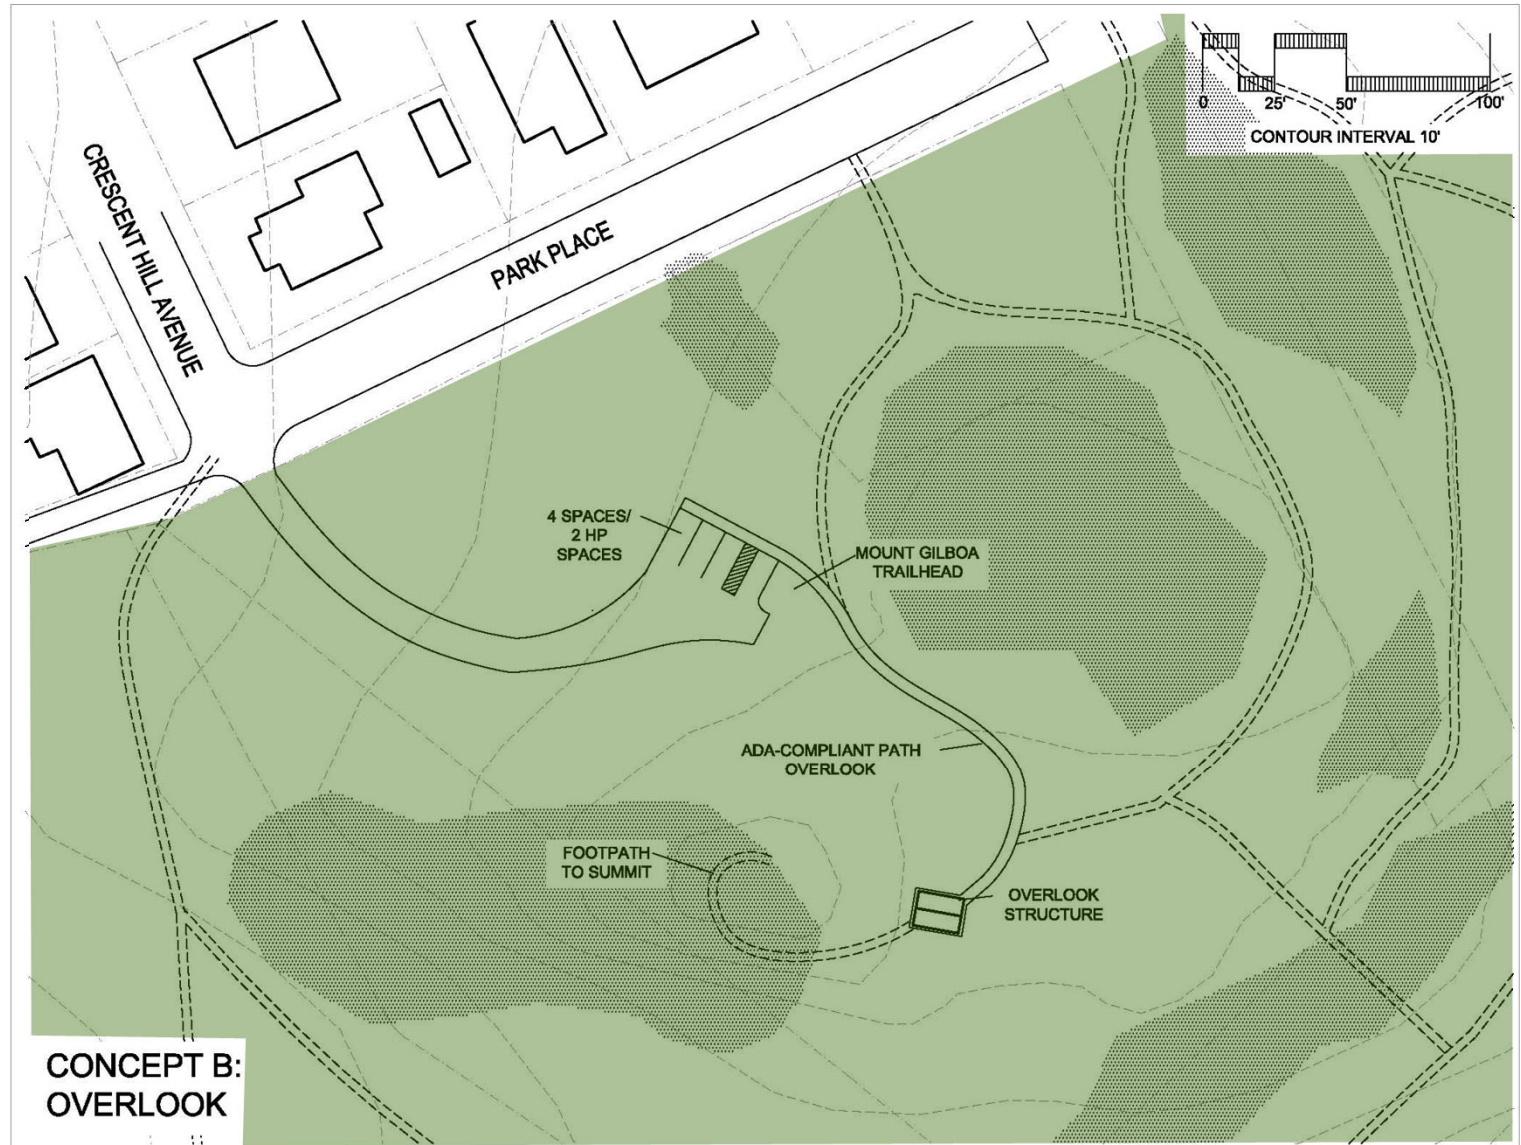 0 25' 50' 100'
CONTOUR INTERVAL 10'
CRESCENT HILL AVENUE
PARK PLACE
4 SPACES/
2 HP
SPACES
MOUNT GILBOA
TRAILHEAD
ADA-COMPLIANT PATH
OVERLOOK
FOOTPATH
TO SUMMIT
OVERLOOK
STRUCTURE
CONCEPT B:
OVERLOOK